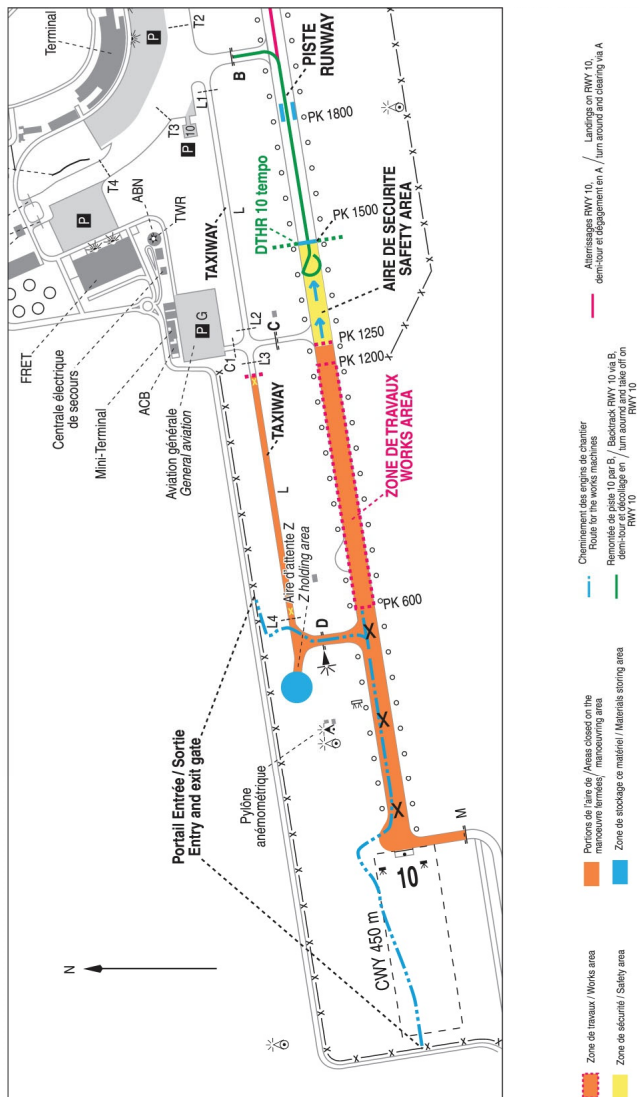 Terminal
P
T2
B
PISTE
RUNWAY
L1
PK 1800
T3
P
10
T4
P
ABN
TWR
TAXIWAY
L
DTHR 10 tempo
PK 1500
AIRE DE SECURITE
SAFETY AREA
FRET
Centrale électrique
de secours
Mini-Terminal
ACB
P G
Aviation générale
General aviation
C1
L2
L3
C
PK 1250
PK 1200
TAXIWAY
L
ZONE DE TRAVAUX
WORKS AREA
Aire d'attente Z
Z holding area
L4
D
PK 600
Portail Entrée / Sortie
Entry and exit gate
Pylône
anémométrique
M
10
CWY 450 m
N
Zone de travaux / Works area
Zone de sécurité / Safety area
Portions de l'aire de / Areas closed on the
manoeuvre fermées / manoeuvring area
Zone de stockage ce matériel / Materials storing area
Cheminement des engins de chantier
Route for the works machines
Remontée de piste 10 par B, / Backtrack RWY 10 via B,
demi-tour et décollage en / turn aournd and take off on
RWY 10 RWY 10
Atterrissages RWY 10, / Landings on RWY 10,
demi-tour et dégagement en A / turn around and clearing via A